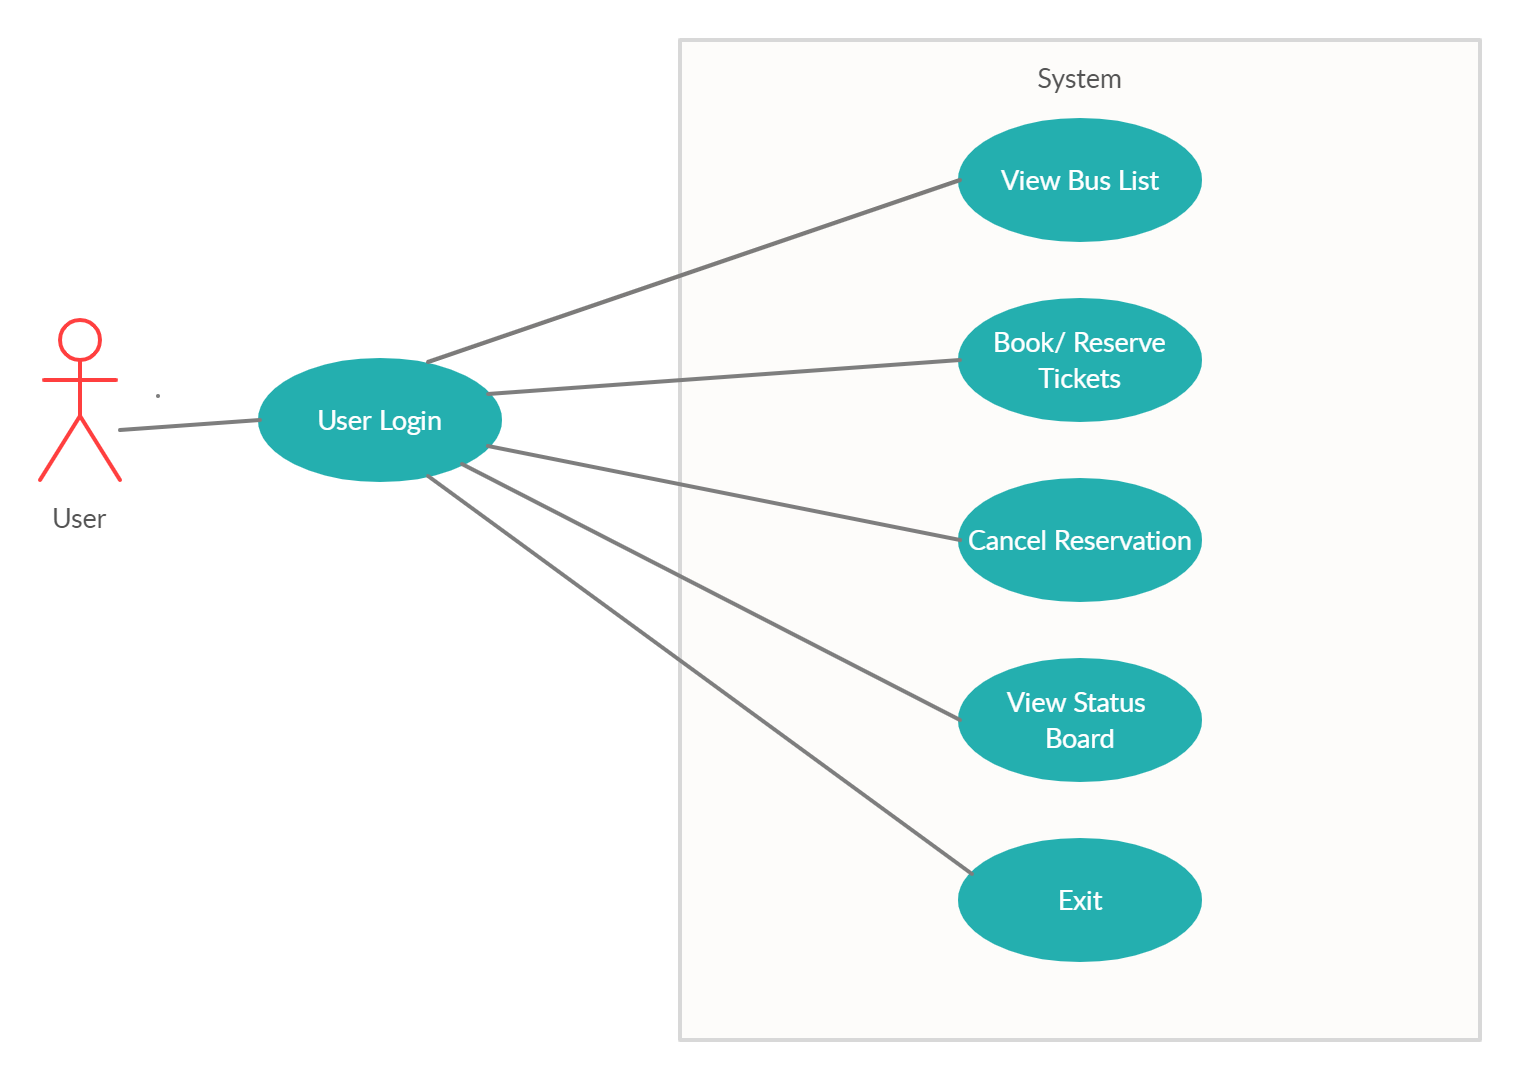 System
View Bus List
Book/ Reserve
Tickets
User Login
User
Cancel Reservation
View Status
Board
Exit